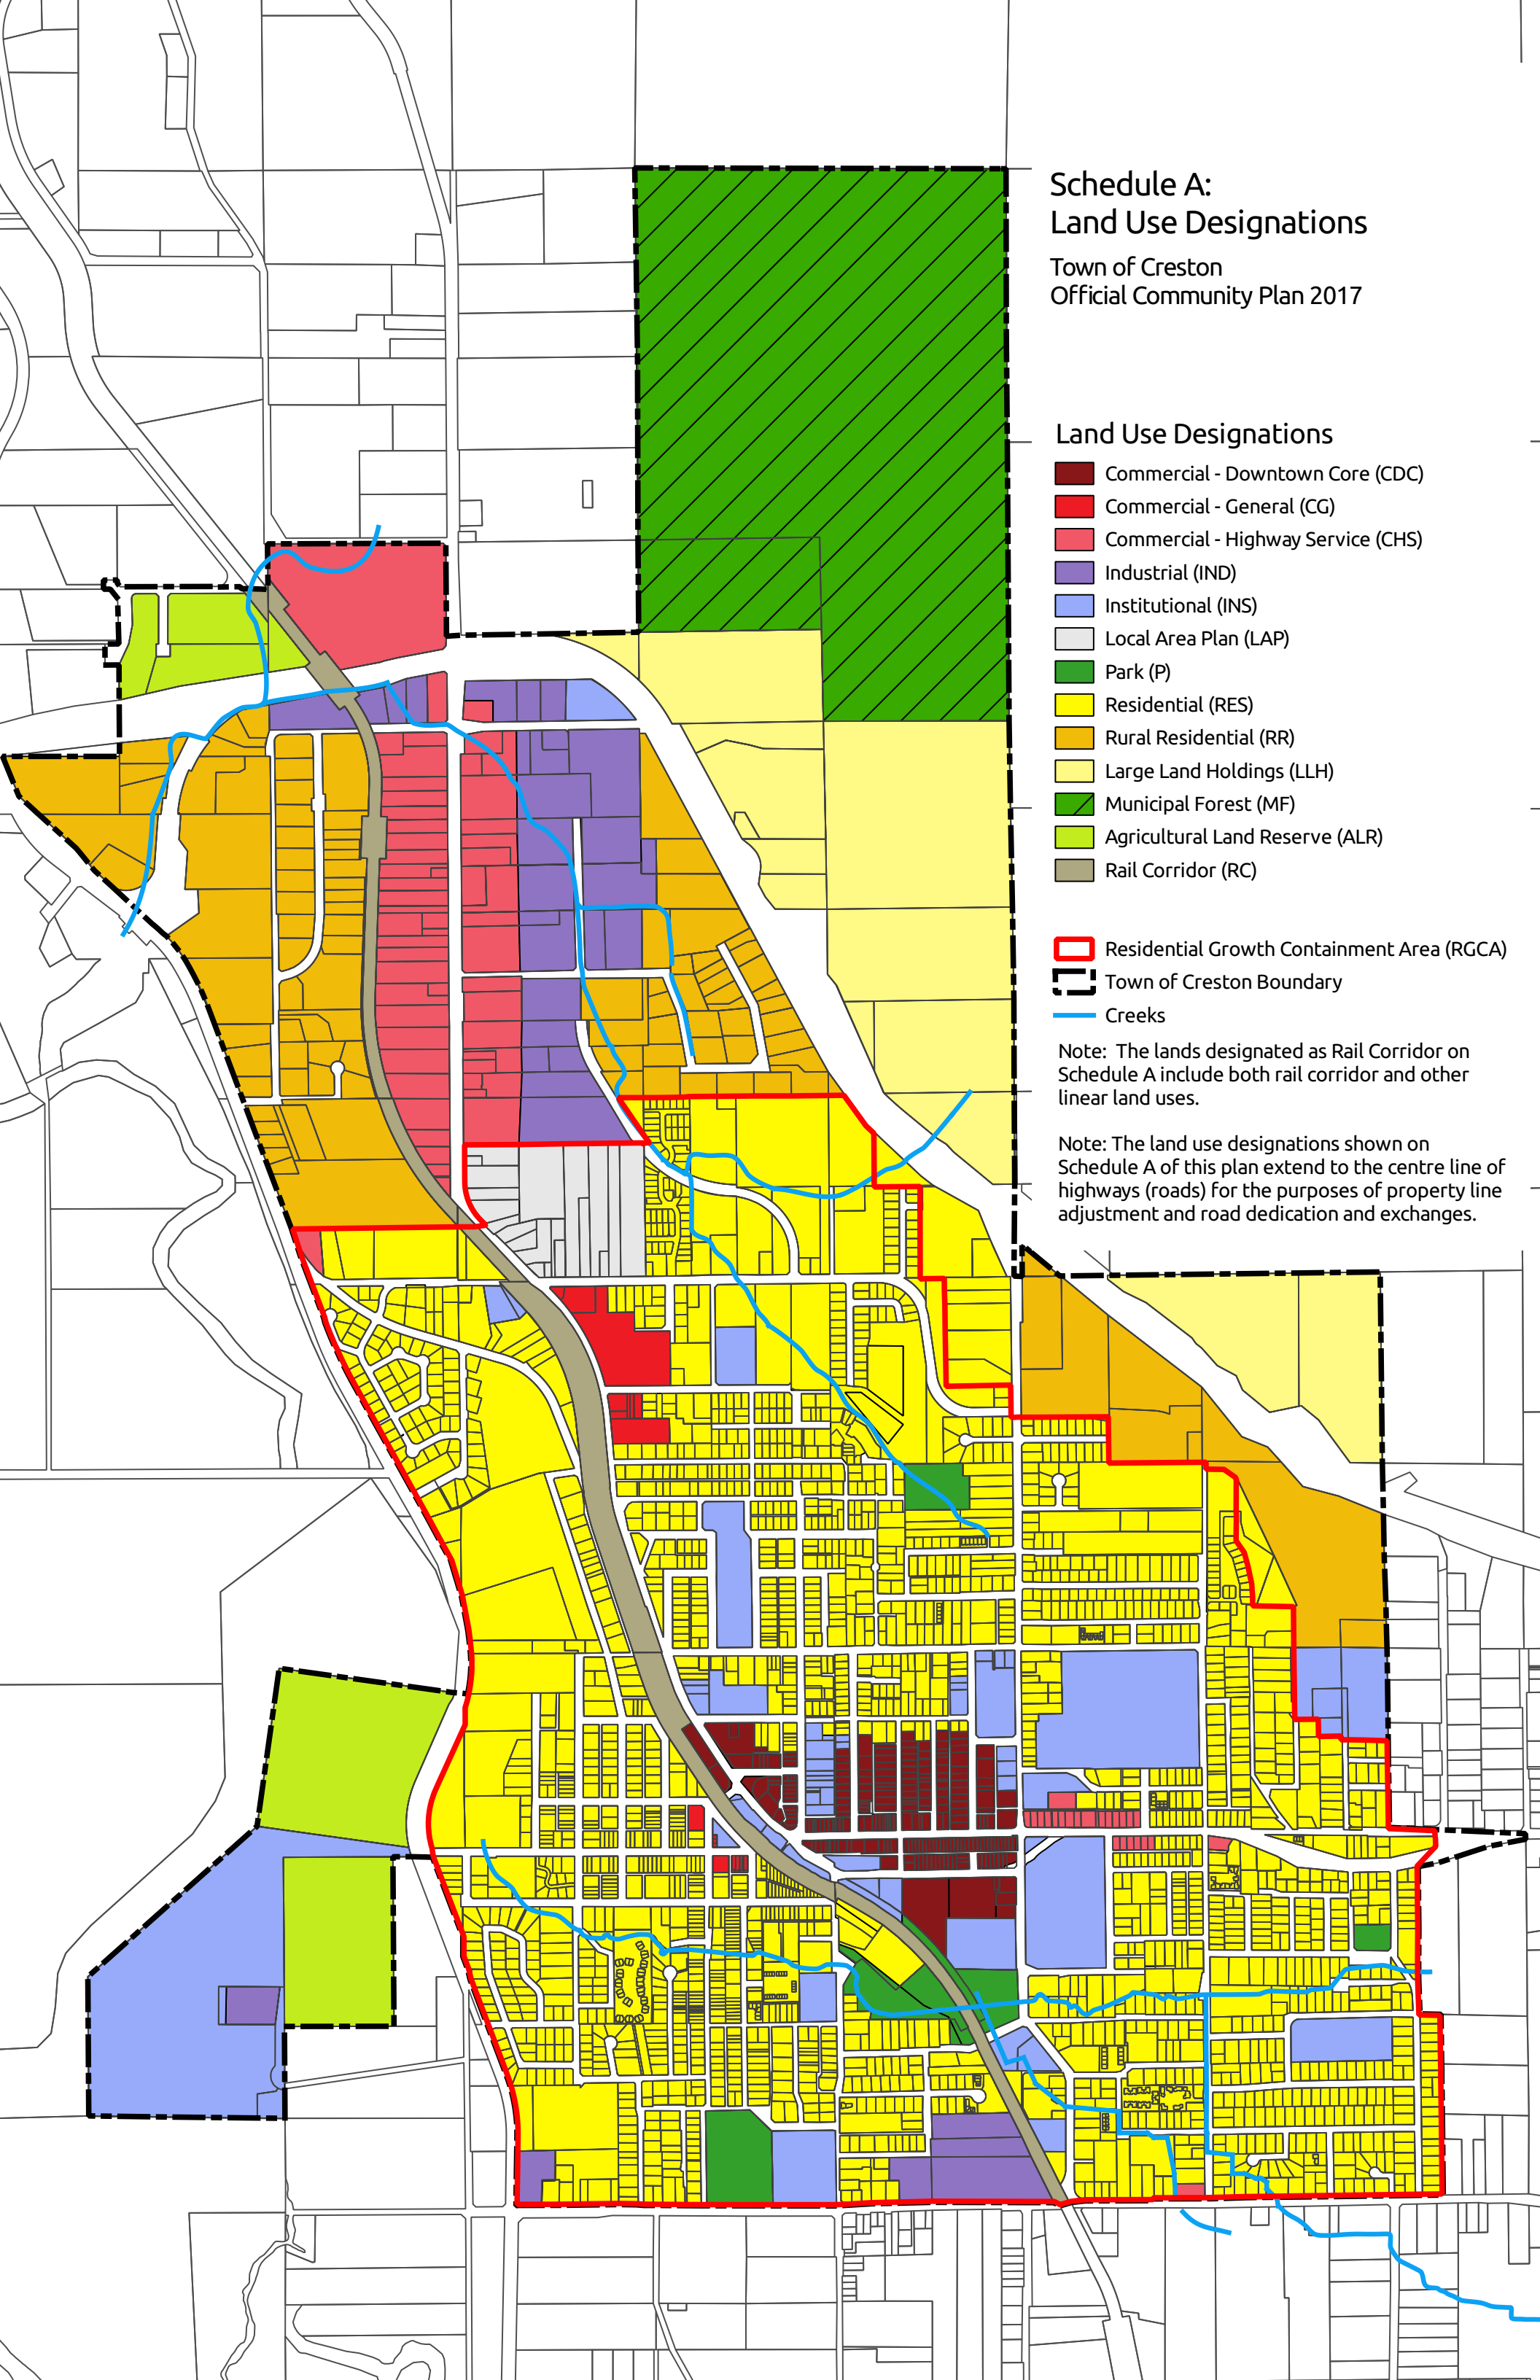 Schedule A:
Land Use Designations
Town of Creston
Official Community Plan 2017
Land Use Designations
Commercial - Downtown Core (CDC)
Commercial - General (CG)
Commercial - Highway Service (CHS)
Industrial (IND)
Institutional (INS)
Local Area Plan (LAP)
Park (P)
Residential (RES)
Rural Residential (RR)
Large Land Holdings (LLH)
Municipal Forest (MF)
Agricultural Land Reserve (ALR)
Rail Corridor (RC)
Residential Growth Containment Area (RGCA)
Town of Creston Boundary
Creeks
Note: The lands designated as Rail Corridor on
Schedule A include both rail corridor and other
linear land uses.
Note: The land use designations shown on
Schedule A of this plan extend to the centre line of
highways (roads) for the purposes of property line
adjustment and road dedication and exchanges.